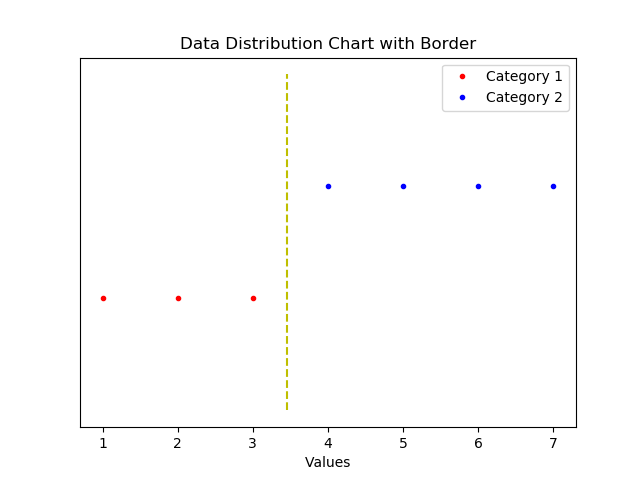 Data Distribution Chart with Border
Category 1
Category 2
1 2 3 4 5 6 7
Values